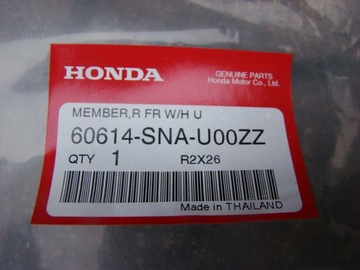 HONDA
GENUINE PARTS
Honda Motor Co., Ltd.
MEMBER,R FR W/H U
60614-SNA-U00ZZ
QTY 1 R2X26
Made in THAILAND